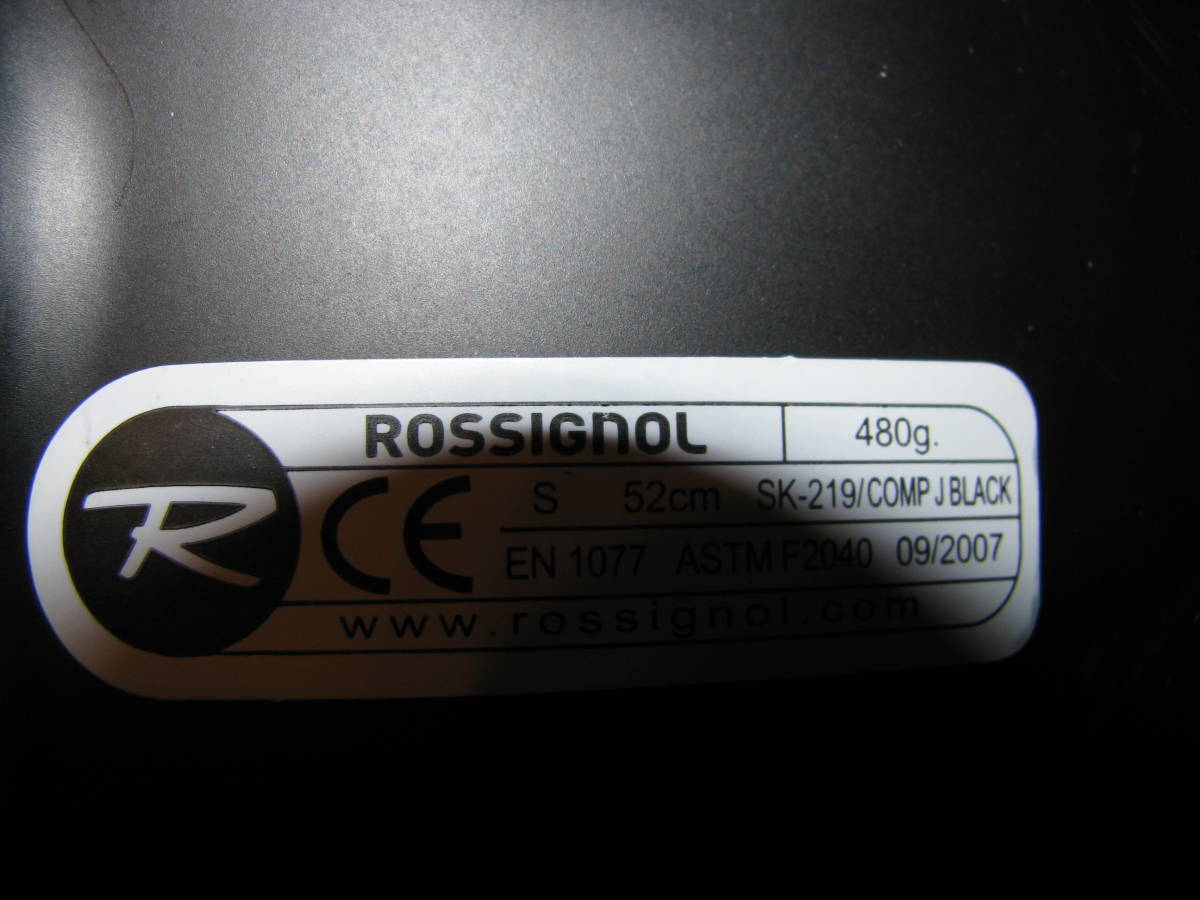 ROSSIGNOL 480g.
R CE S 52cm SK-219/COMP J BLACK
EN 1077 ASTM F2040 09/2007
www.rossignol.com